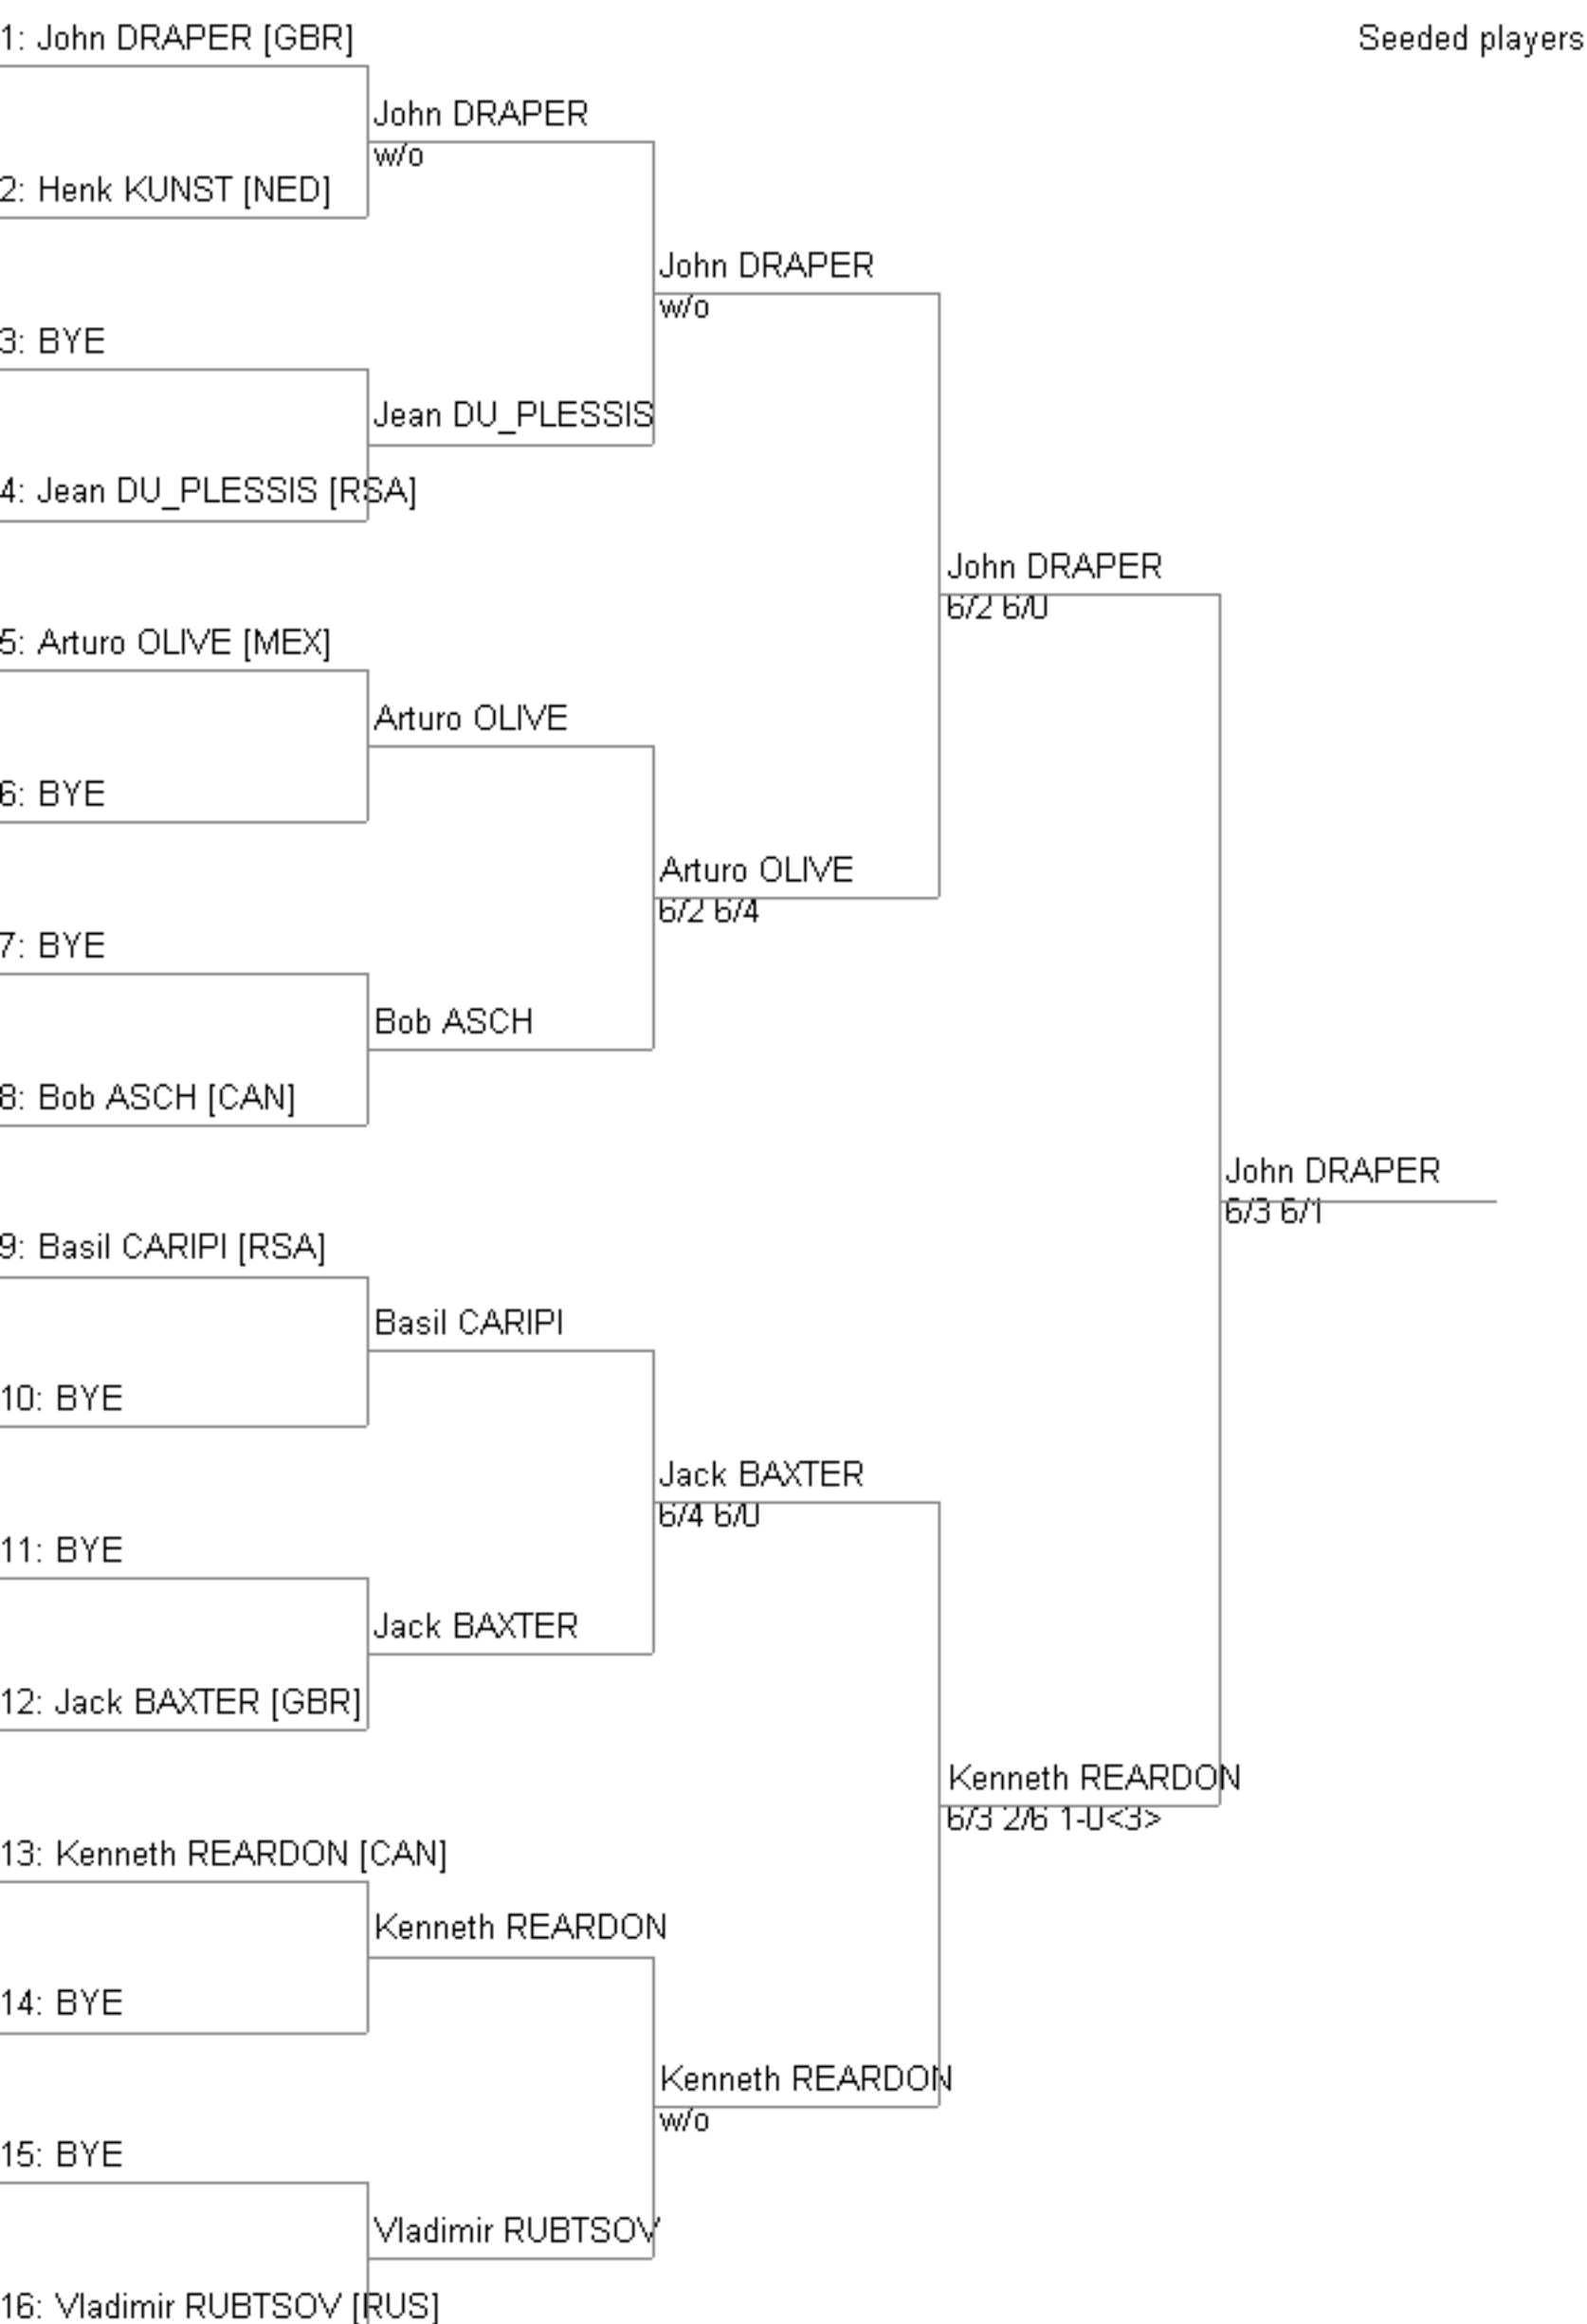 1: John DRAPER [GBR]
Seeded players
John DRAPER
w/o
2: Henk KUNST [NED]
John DRAPER
w/o
3: BYE
Jean DU_PLESSIS
4: Jean DU_PLESSIS [RSA]
John DRAPER
6/2 6/0
5: Arturo OLIVE [MEX]
Arturo OLIVE
6: BYE
Arturo OLIVE
6/2 6/4
7: BYE
Bob ASCH
8: Bob ASCH [CAN]
John DRAPER
6/3 6/1
9: Basil CARIPI [RSA]
Basil CARIPI
10: BYE
Jack BAXTER
6/4 6/0
11: BYE
Jack BAXTER
12: Jack BAXTER [GBR]
Kenneth REARDON
6/3 2/6 1-0<3>
13: Kenneth REARDON [CAN]
Kenneth REARDON
14: BYE
Kenneth REARDON
w/o
15: BYE
Vladimir RUBTSOV
16: Vladimir RUBTSOV [RUS]